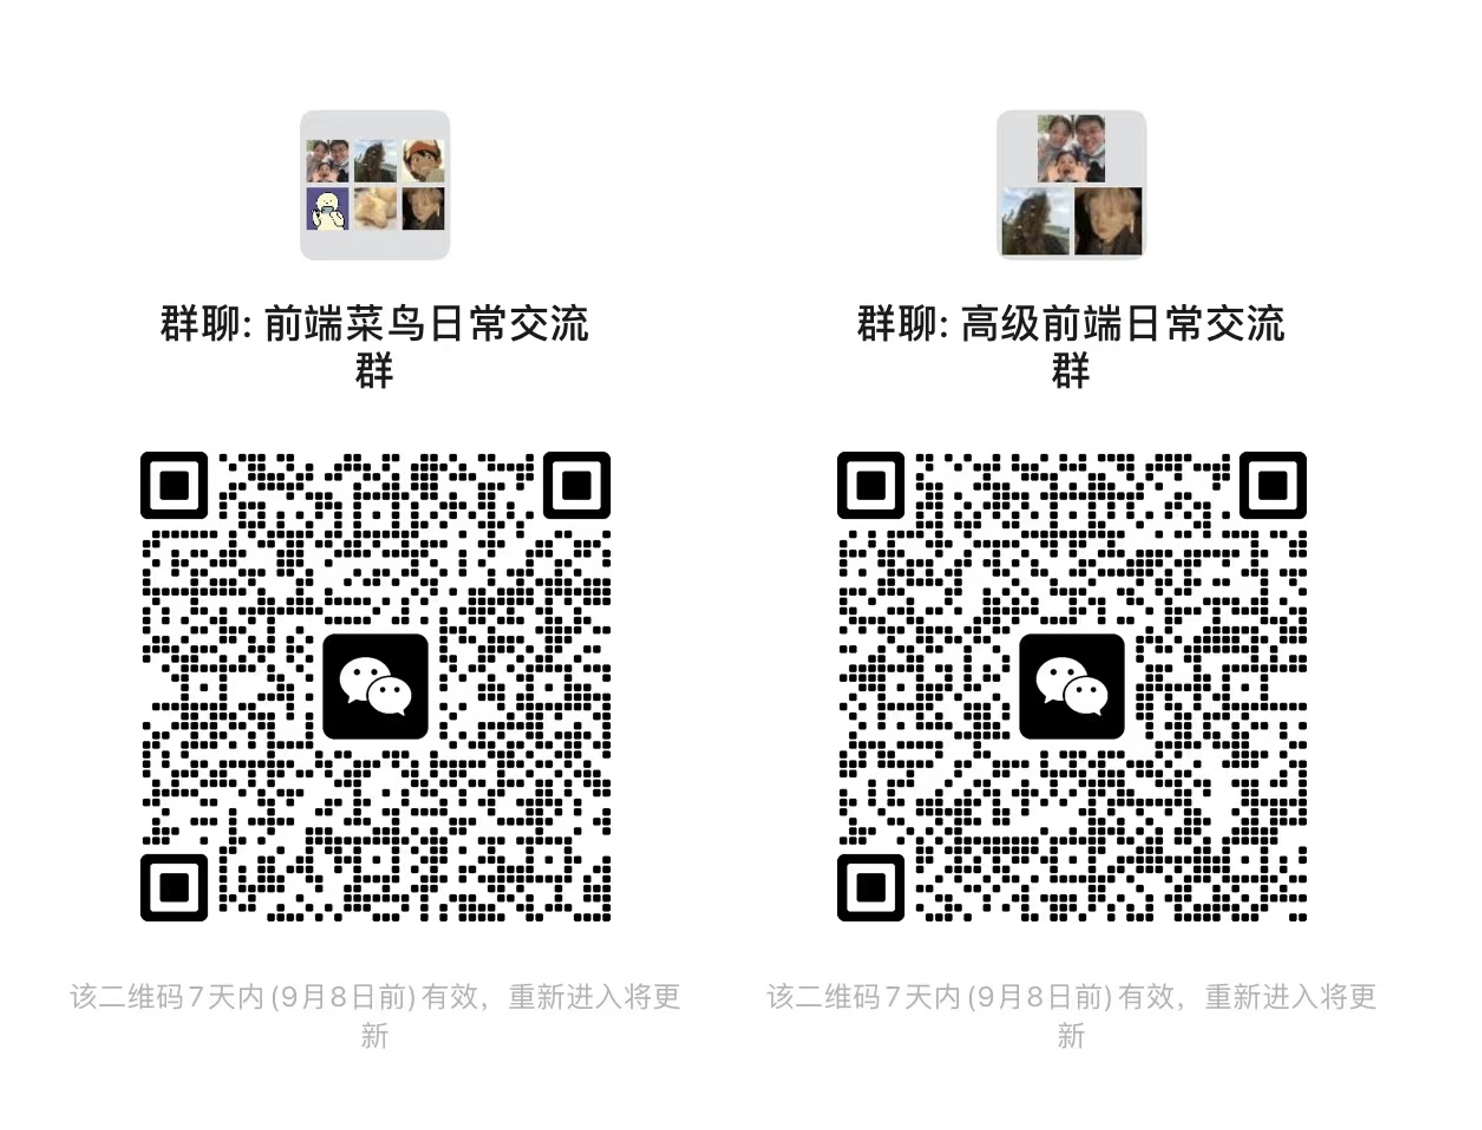 群聊: 前端菜鸟日常交流
群
该二维码7天内(9月8日前)有效，重新进入将更
新
群聊: 高级前端日常交流
群
该二维码7天内(9月8日前)有效，重新进入将更
新